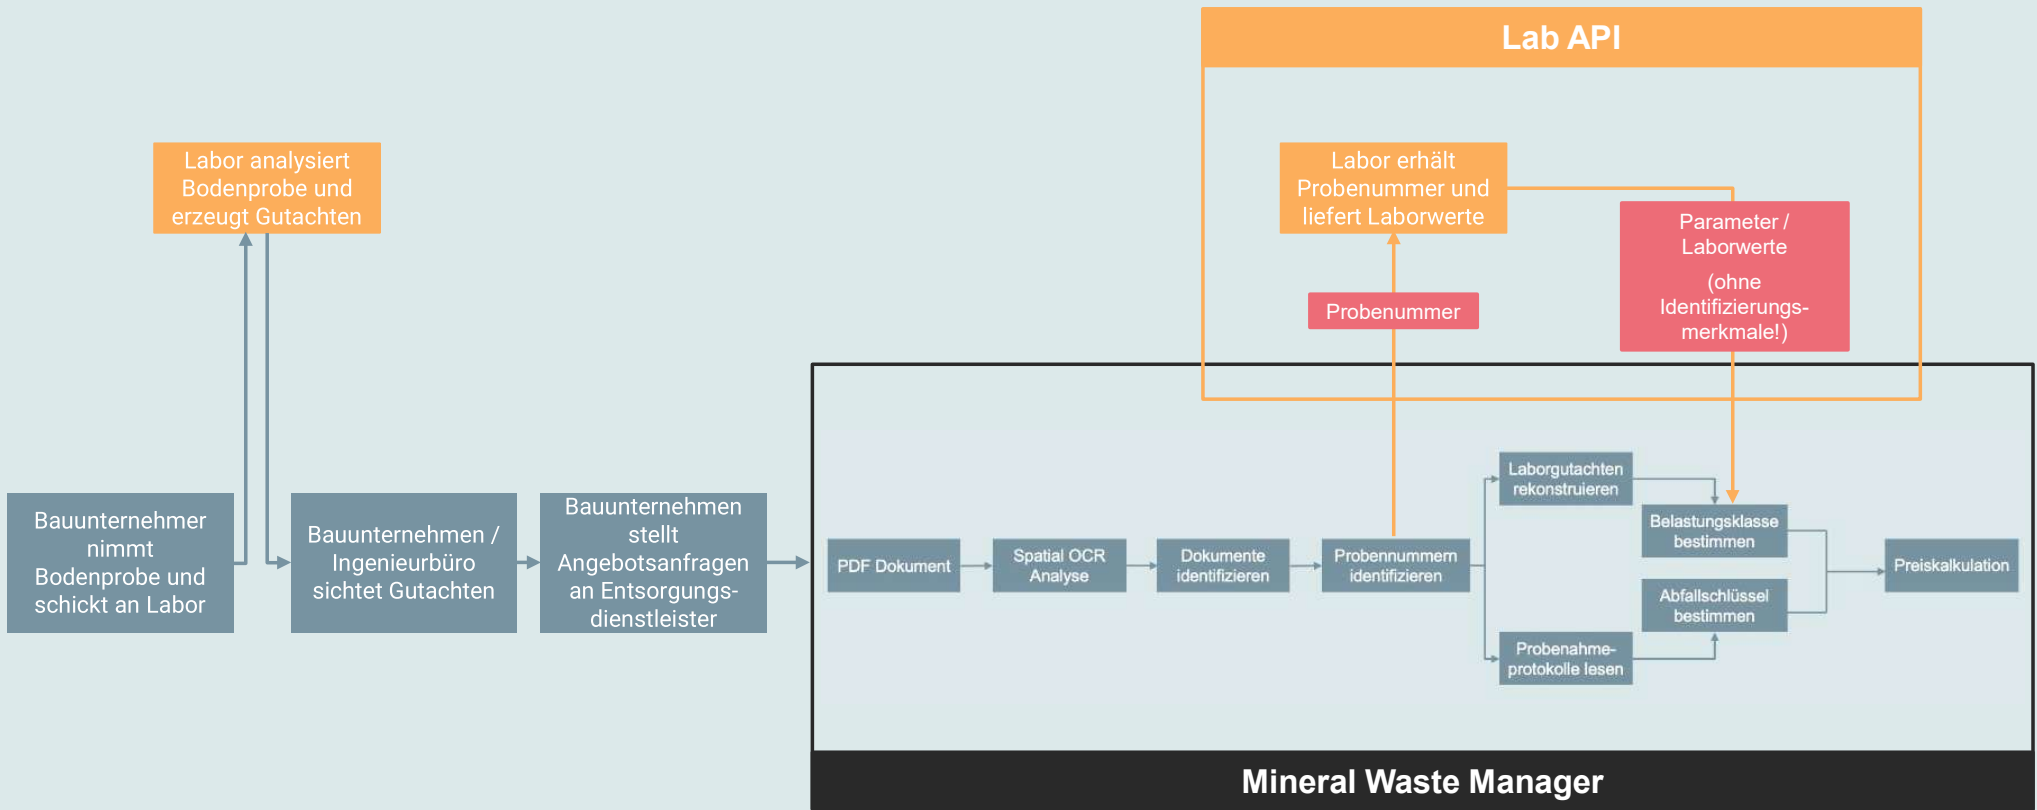 Lab API
Labor analysiert
Bodenprobe und
erzeugt Gutachten
Labor erhält
Probenummer und
liefert Laborwerte
Parameter /
Laborwerte
(ohne
Identifizierungs-
merkmale!)
Probenummer
Bauunternehmer
nimmt
Bodenprobe und
schickt an Labor
Bauunternehmen /
Ingenieurbüro
sichtet Gutachten
Bauunternehmen
stellt
Angebotsanfragen
an Entsorgungs-
dienstleister
PDF Dokument
Spatial OCR
Analyse
Dokumente
identifizieren
Probennummern
identifizieren
Laborgutachten
rekonstruieren
Belastungsklasse
bestimmen
Abfallschlüssel
bestimmen
Probenahme-
protokolle lesen
Preiskalkulation
Mineral Waste Manager